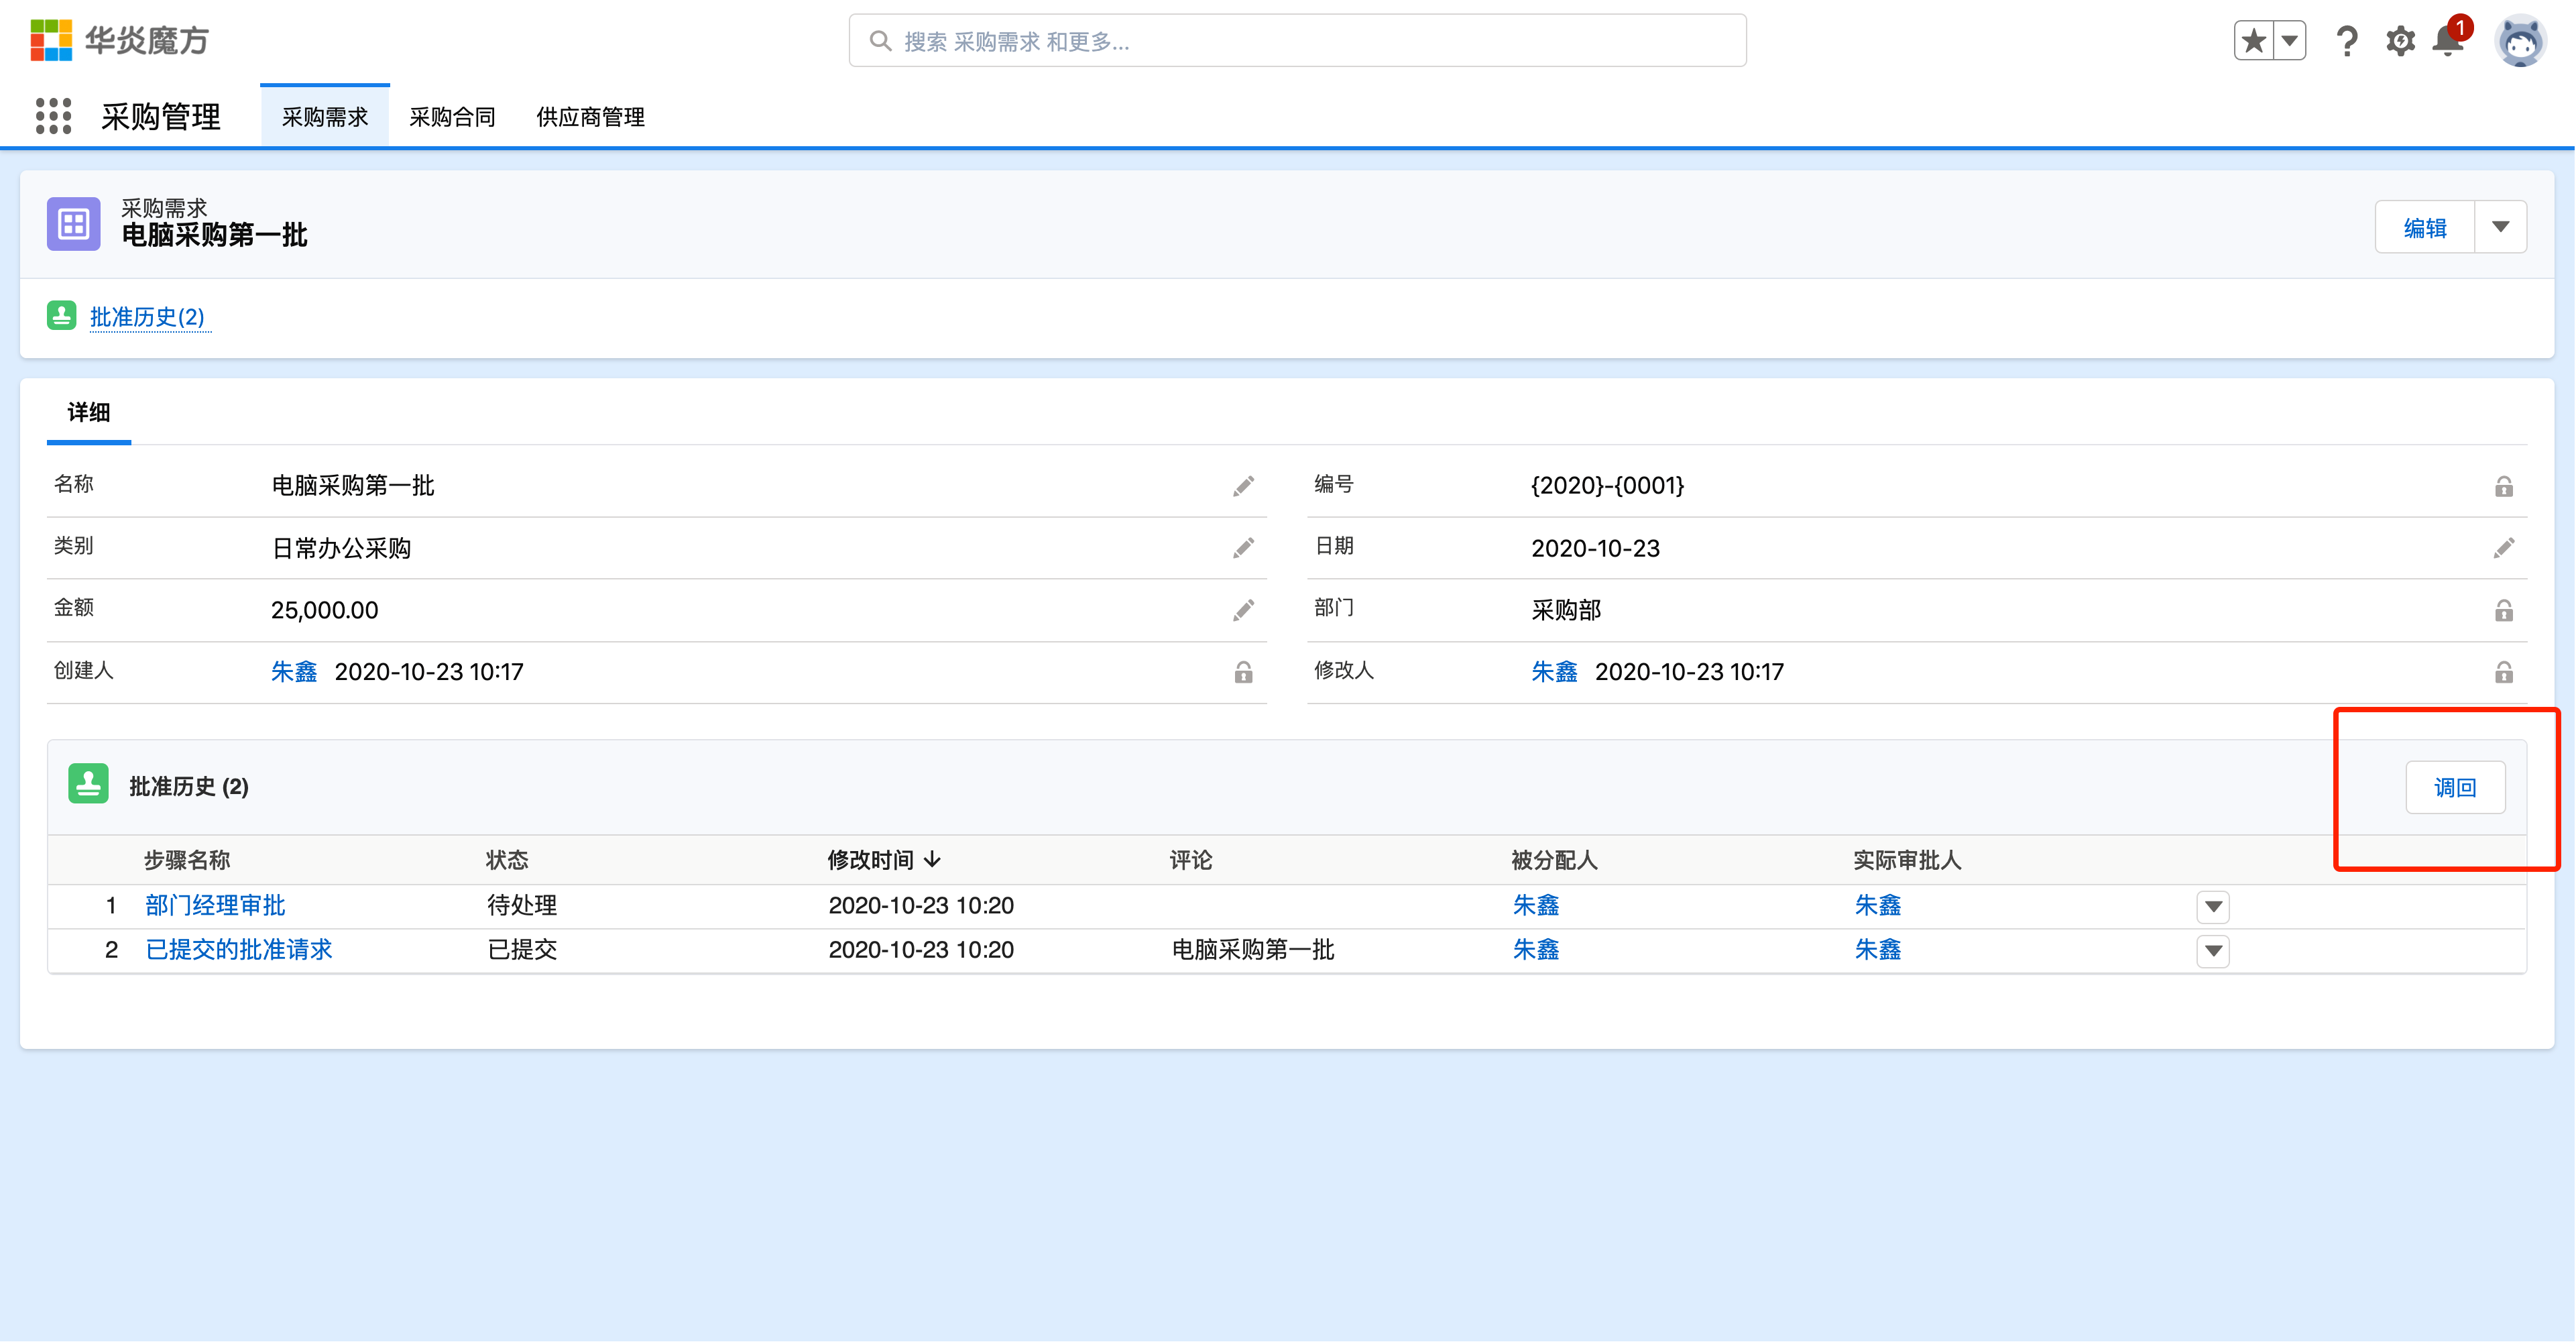 华炎魔方
搜索 采购需求 和更多...
1
采购管理 采购需求 采购合同 供应商管理
采购需求
电脑采购第一批
编辑
批准历史(2)
详细
名称 电脑采购第一批 编号 {2020}-{0001}
类别 日常办公采购 日期 2020-10-23
金额 25,000.00 部门 采购部
创建人 朱鑫 2020-10-23 10:17 修改人 朱鑫 2020-10-23 10:17
批准历史 (2) 调回
步骤名称 状态 修改时间 ↓ 评论 被分配人 实际审批人
1 部门经理审批 待处理 2020-10-23 10:20 朱鑫 朱鑫
2 已提交的批准请求 已提交 2020-10-23 10:20 电脑采购第一批 朱鑫 朱鑫